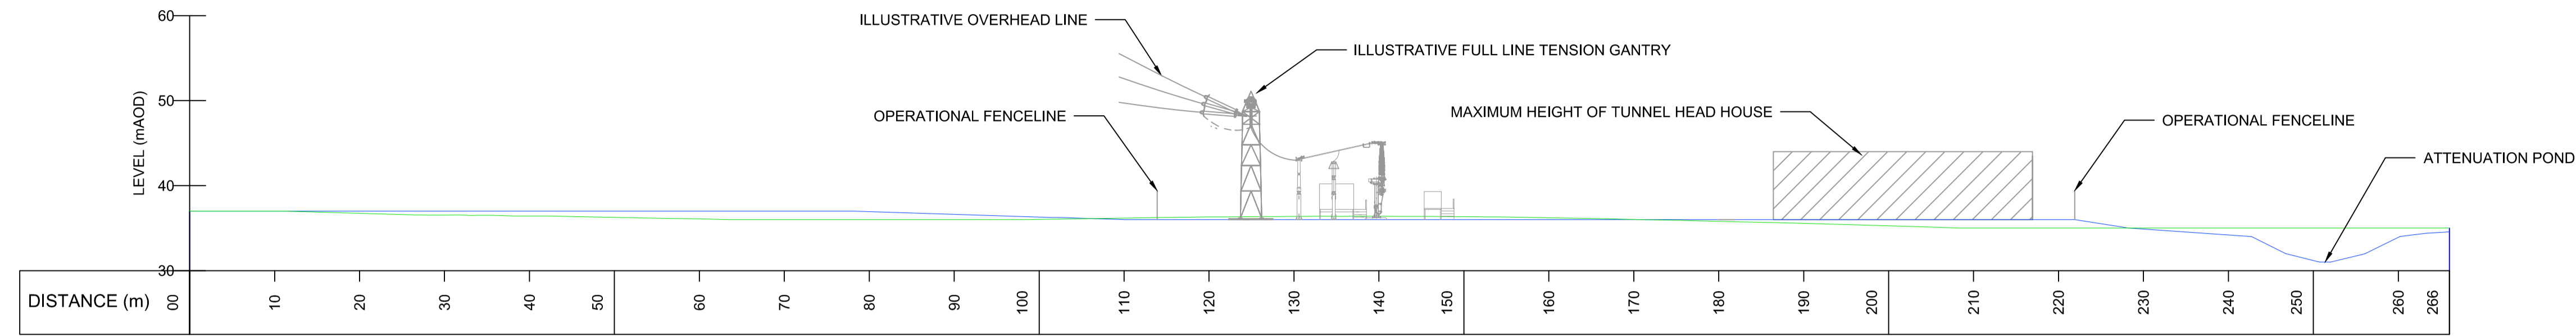 60
ILLUSTRATIVE OVERHEAD LINE
ILLUSTRATIVE FULL LINE TENSION GANTRY
50
LEVEL (mAOD)
OPERATIONAL FENCELINE
MAXIMUM HEIGHT OF TUNNEL HEAD HOUSE
OPERATIONAL FENCELINE
ATTENUATION POND
40
30
DISTANCE (m) 00 10 20 30 40 50 60 70 80 90 100 110 120 130 140 150 160 170 180 190 200 210 220 230 240 250 260 266